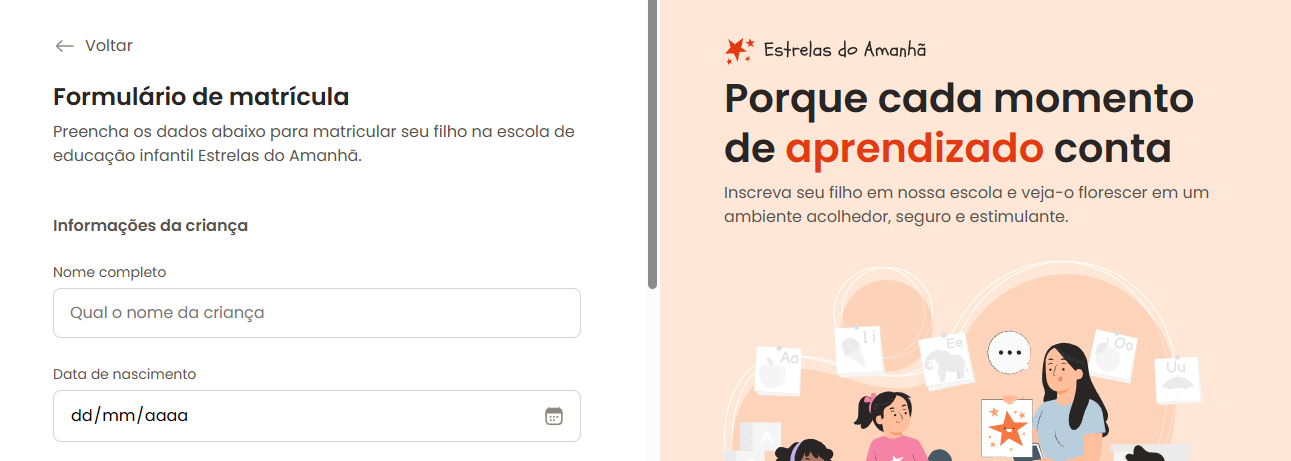 Voltar
Formulário de matrícula
Preencha os dados abaixo para matricular seu filho na escola de
educação infantil Estrelas do Amanhã.
Informações da criança
Nome completo
Qual o nome da criança
Data de nascimento
dd/mm/aaaa
Estrelas do Amanhã
Porque cada momento
de aprendizado conta
Inscreva seu filho em nossa escola e veja-o florescer em um
ambiente acolhedor, seguro e estimulante.
Aa
Ii
Ee
Oo
Uu
A